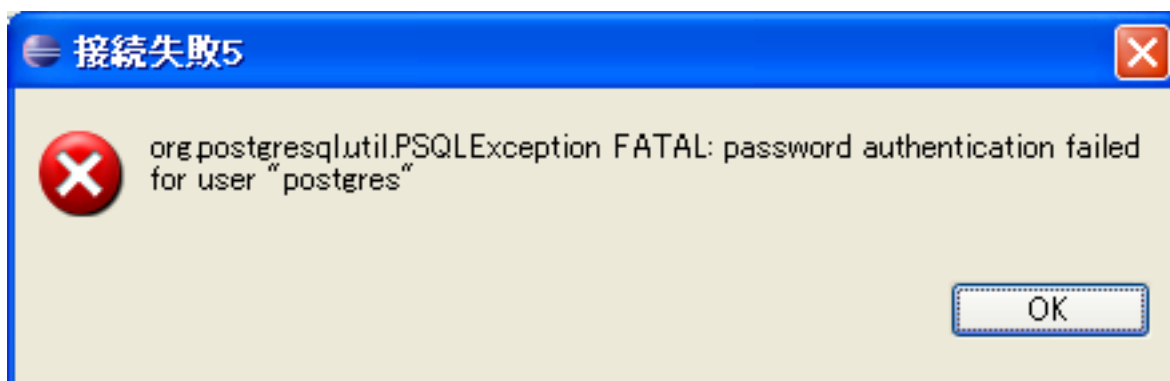 接続失敗5
org.postgresql.util.PSQLException FATAL: password authentication failed
for user "postgres"
OK